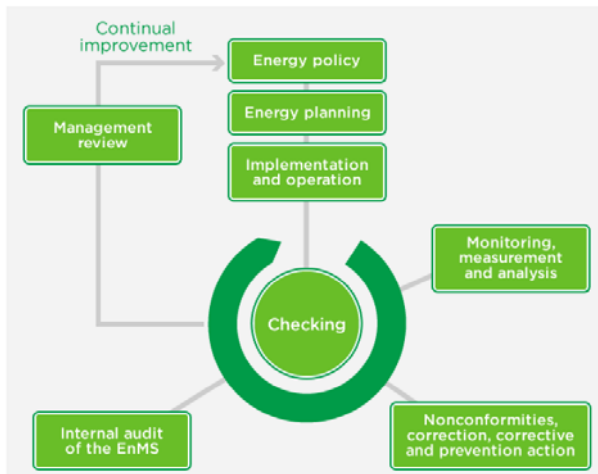 Continual
improvement
Energy policy
Energy planning
Management
review
Implementation
and operation
Monitoring,
measurement
and analysis
Checking
Internal audit
of the EnMS
Nonconformities,
correction, corrective
and prevention action